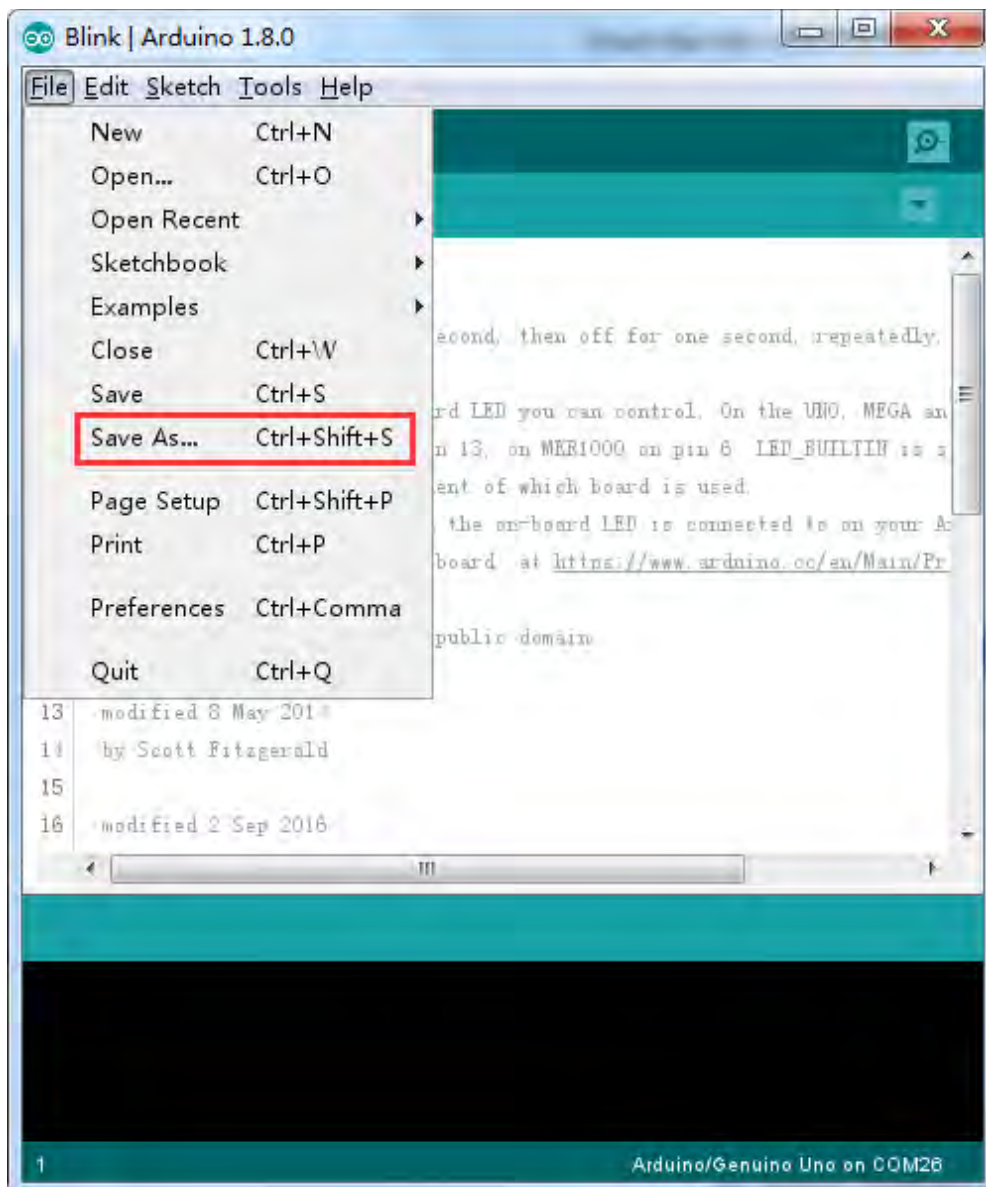 Blink | Arduino 1.8.0
File Edit Sketch Tools Help
New Ctrl+N
Open... Ctrl+O
Open Recent
Sketchbook
Examples
Close Ctrl+W
Save Ctrl+S
Save As... Ctrl+Shift+S
Page Setup Ctrl+Shift+P
Print Ctrl+P
Preferences Ctrl+Comma
Quit Ctrl+Q
econd, then off for one second, repeatedly.
rd LED you can control. On the UNO, MEGA an
n 13, on MKR1000 on pin 6 LED_BUILTIN is s
ent of which board is used.
the on-board LED is connected to on your A
board at https://www.arduino.cc/en/Main/Pr
public domain
13 modified 8 May 2014
14 by Scott Fitzgerald
15
16 modified 2 Sep 2016
1 Arduino/Genuino Uno on COM26